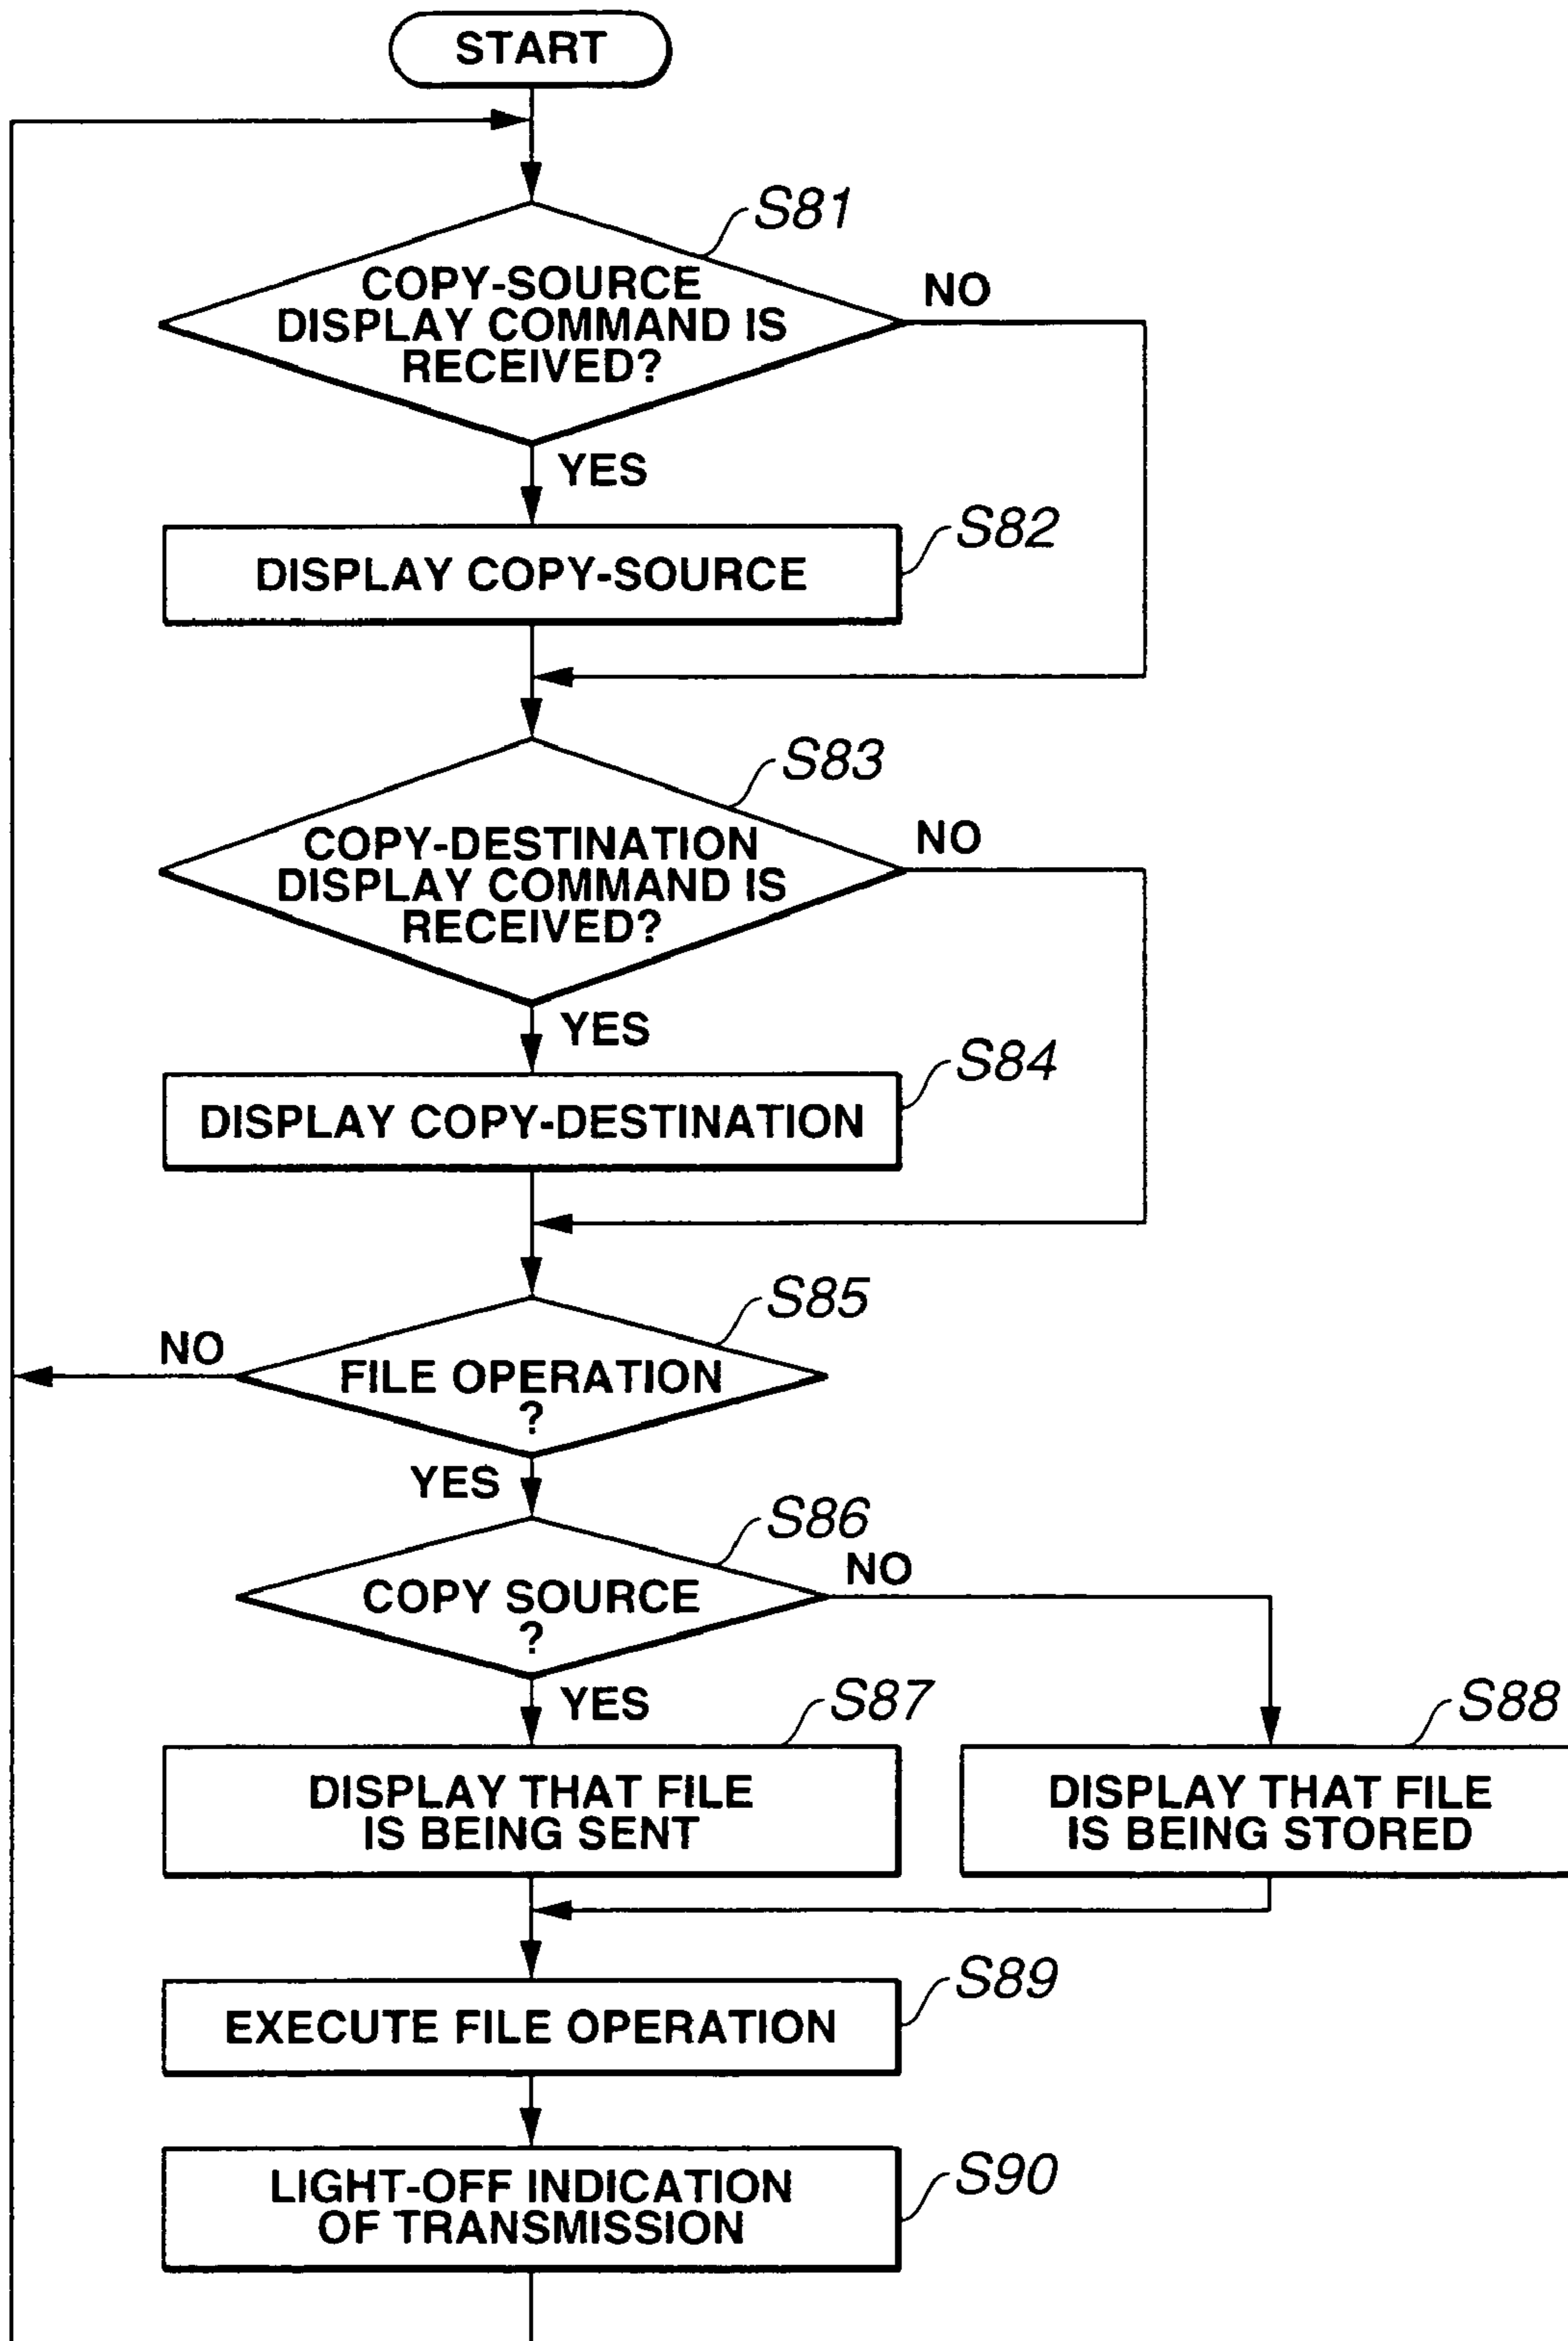 START
S81
COPY-SOURCE
DISPLAY COMMAND IS
RECEIVED?
NO
YES
S82
DISPLAY COPY-SOURCE
S83
COPY-DESTINATION
DISPLAY COMMAND IS
RECEIVED?
NO
YES
S84
DISPLAY COPY-DESTINATION
S85
NO
FILE OPERATION
?
YES
S86
NO
COPY SOURCE
?
YES
S87
S88
DISPLAY THAT FILE
IS BEING SENT
DISPLAY THAT FILE
IS BEING STORED
S89
EXECUTE FILE OPERATION
S90
LIGHT-OFF INDICATION
OF TRANSMISSION